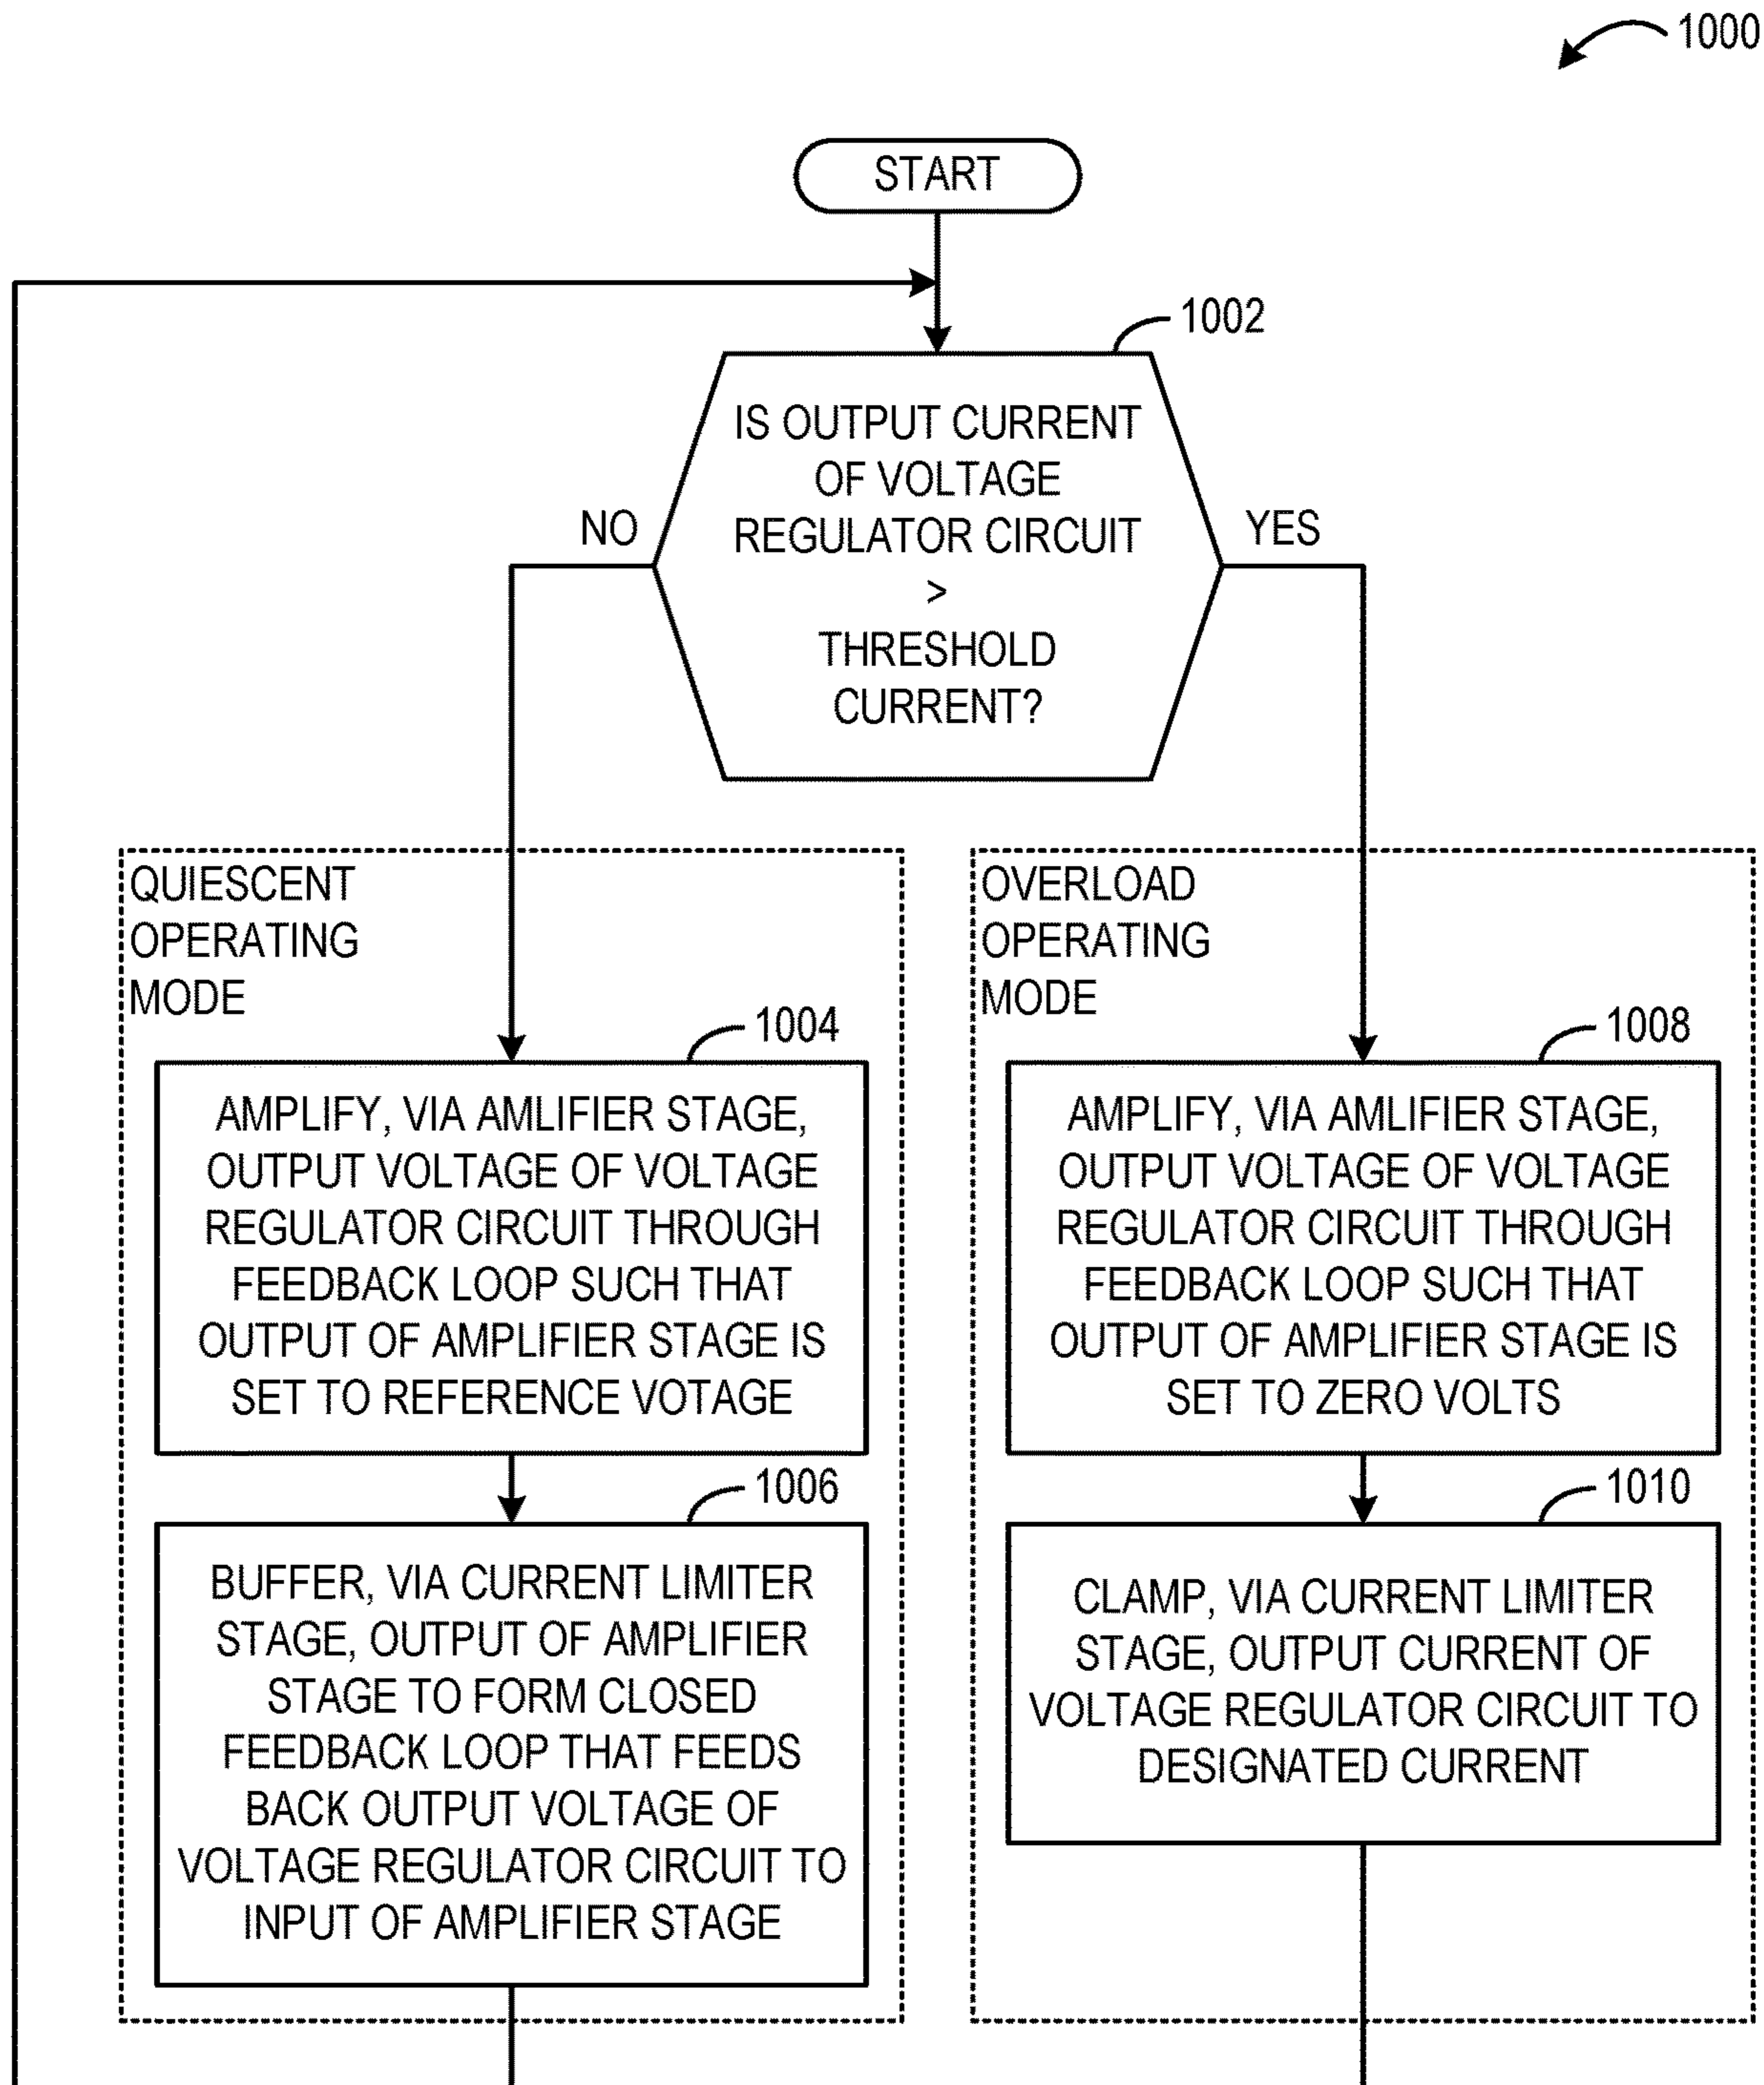 1000
START
1002
IS OUTPUT CURRENT
OF VOLTAGE
REGULATOR CIRCUIT
>
THRESHOLD
CURRENT?
NO
YES
QUIESCENT
OPERATING
MODE
1004
AMPLIFY, VIA AMLIFIER STAGE,
OUTPUT VOLTAGE OF VOLTAGE
REGULATOR CIRCUIT THROUGH
FEEDBACK LOOP SUCH THAT
OUTPUT OF AMPLIFIER STAGE IS
SET TO REFERENCE VOTAGE
1006
BUFFER, VIA CURRENT LIMITER
STAGE, OUTPUT OF AMPLIFIER
STAGE TO FORM CLOSED
FEEDBACK LOOP THAT FEEDS
BACK OUTPUT VOLTAGE OF
VOLTAGE REGULATOR CIRCUIT TO
INPUT OF AMPLIFIER STAGE
OVERLOAD
OPERATING
MODE
1008
AMPLIFY, VIA AMLIFIER STAGE,
OUTPUT VOLTAGE OF VOLTAGE
REGULATOR CIRCUIT THROUGH
FEEDBACK LOOP SUCH THAT
OUTPUT OF AMPLIFIER STAGE IS
SET TO ZERO VOLTS
1010
CLAMP, VIA CURRENT LIMITER
STAGE, OUTPUT CURRENT OF
VOLTAGE REGULATOR CIRCUIT TO
DESIGNATED CURRENT